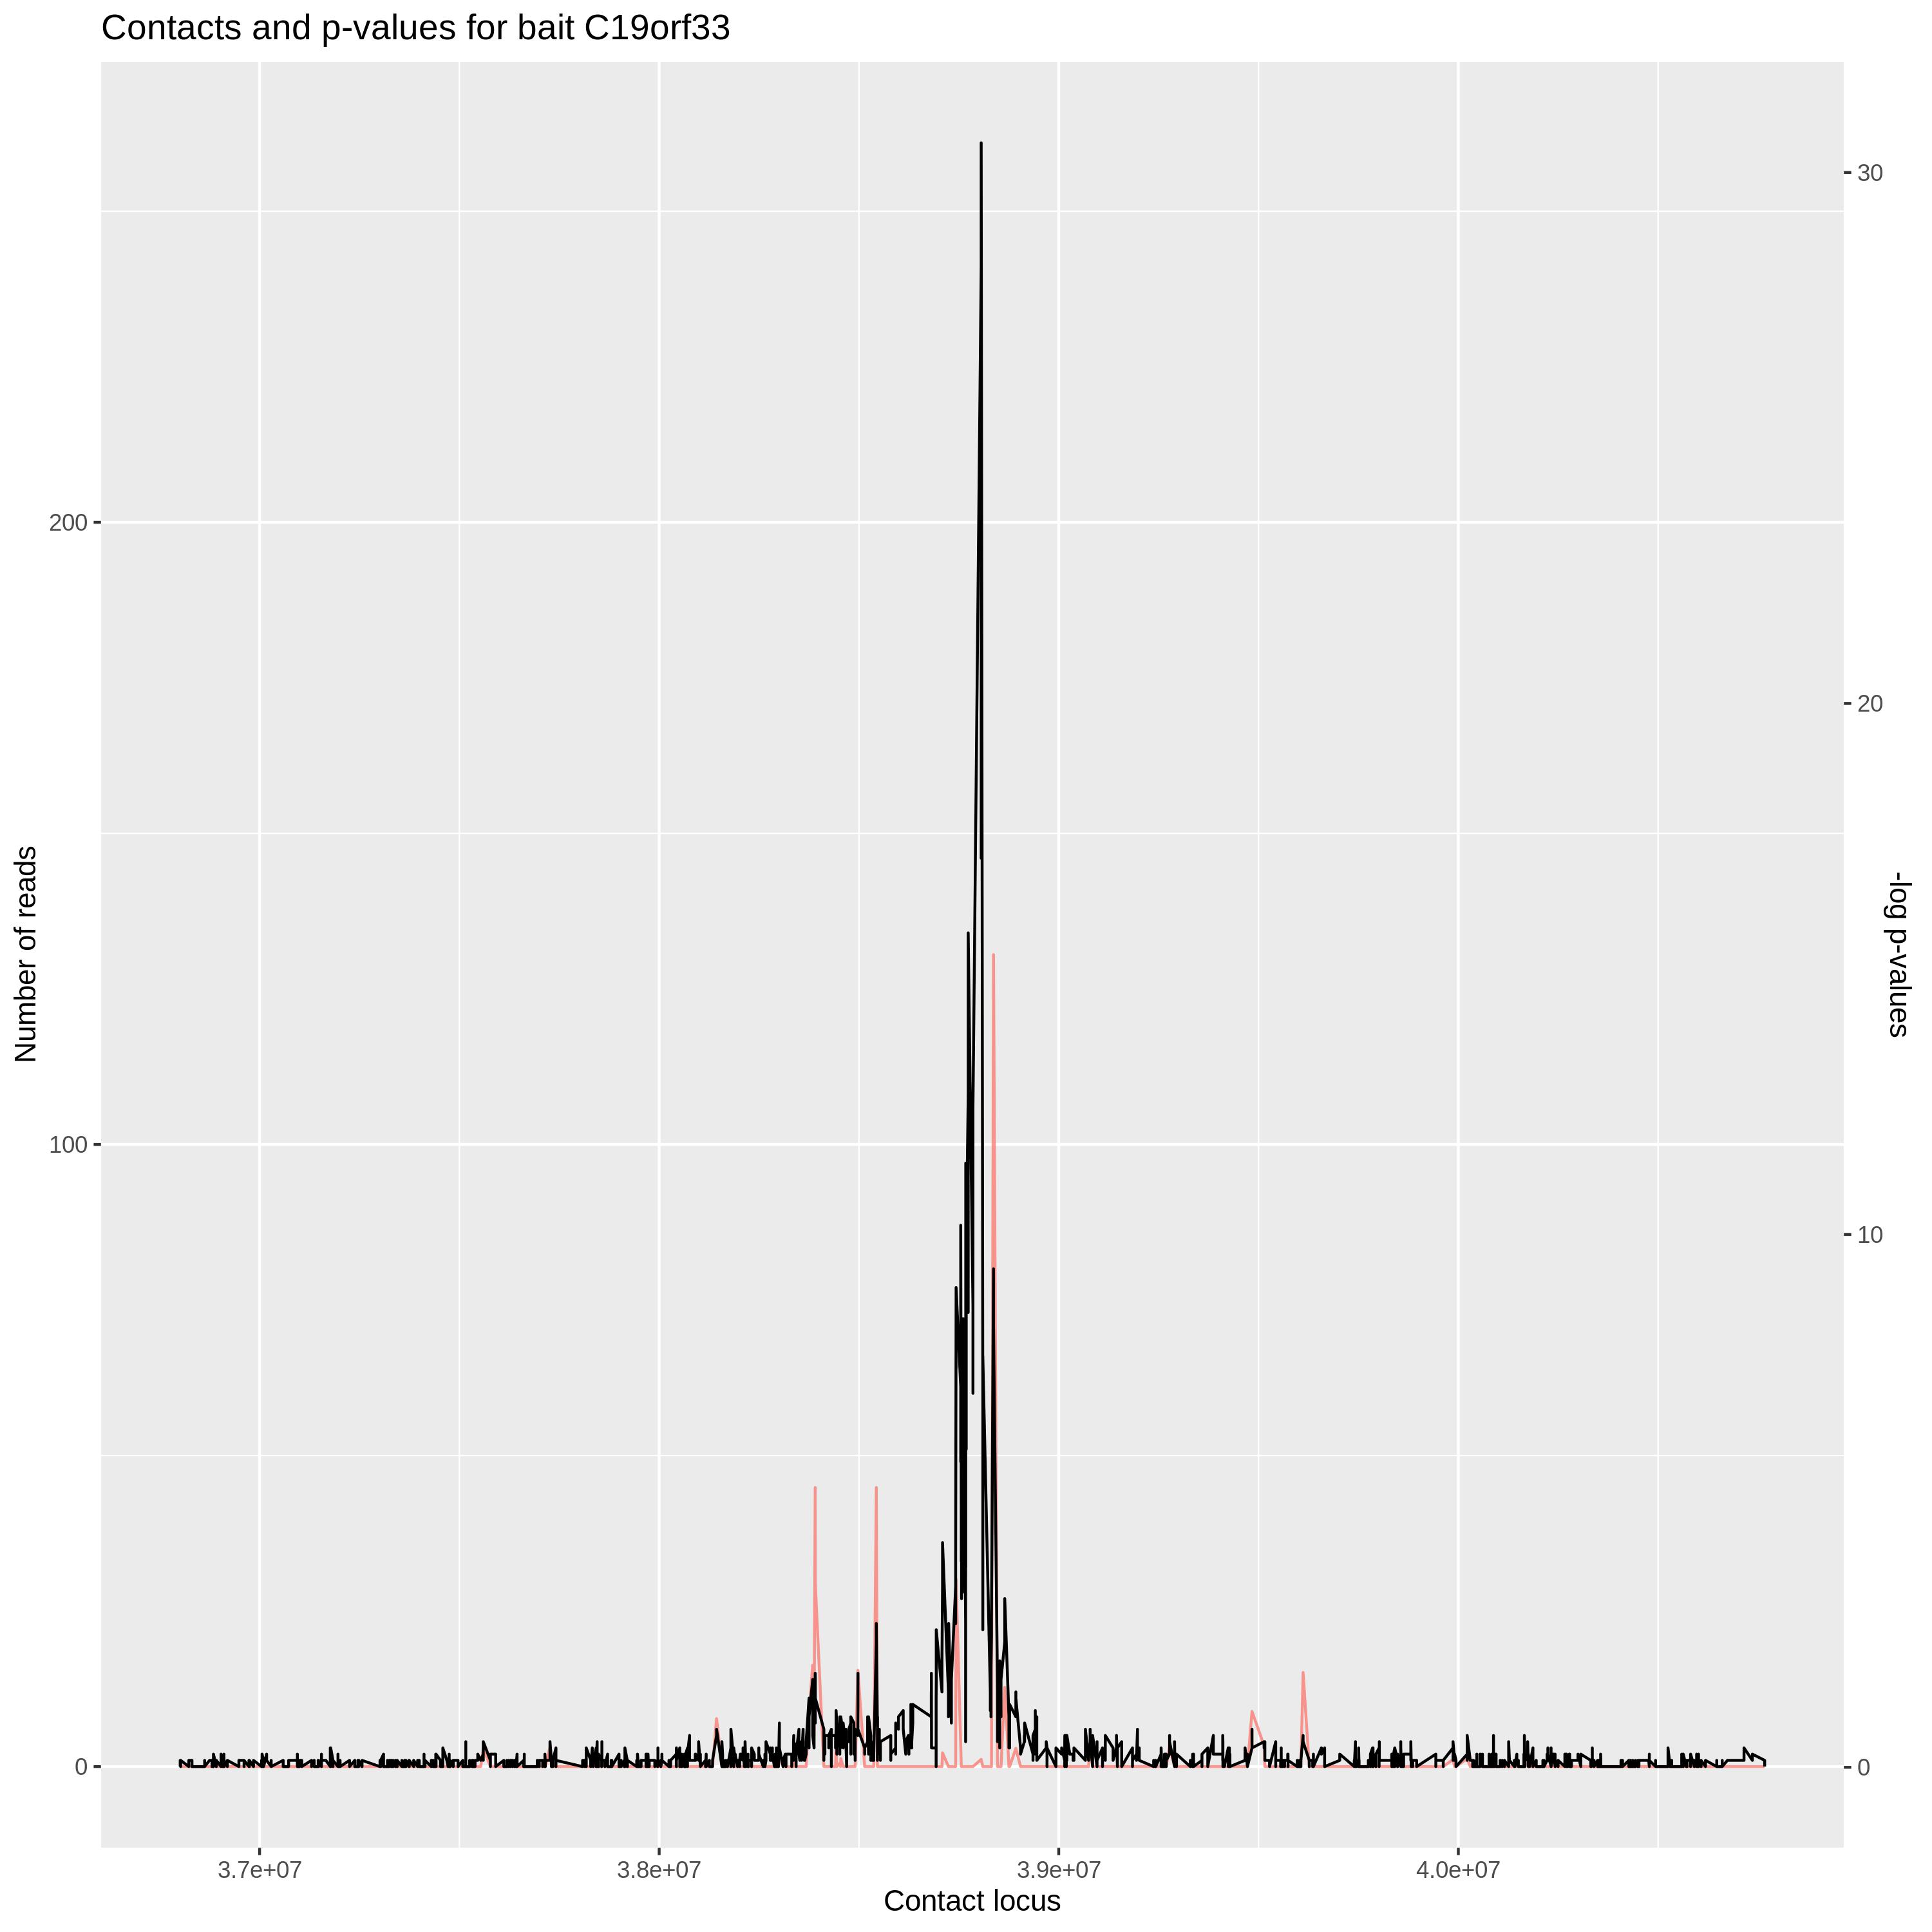 Contacts and p-values for bait C19orf33
Number of reads
200
100
0
30
20
10
0
-log p-values
3.7e+07
3.8e+07
3.9e+07
4.0e+07
Contact locus